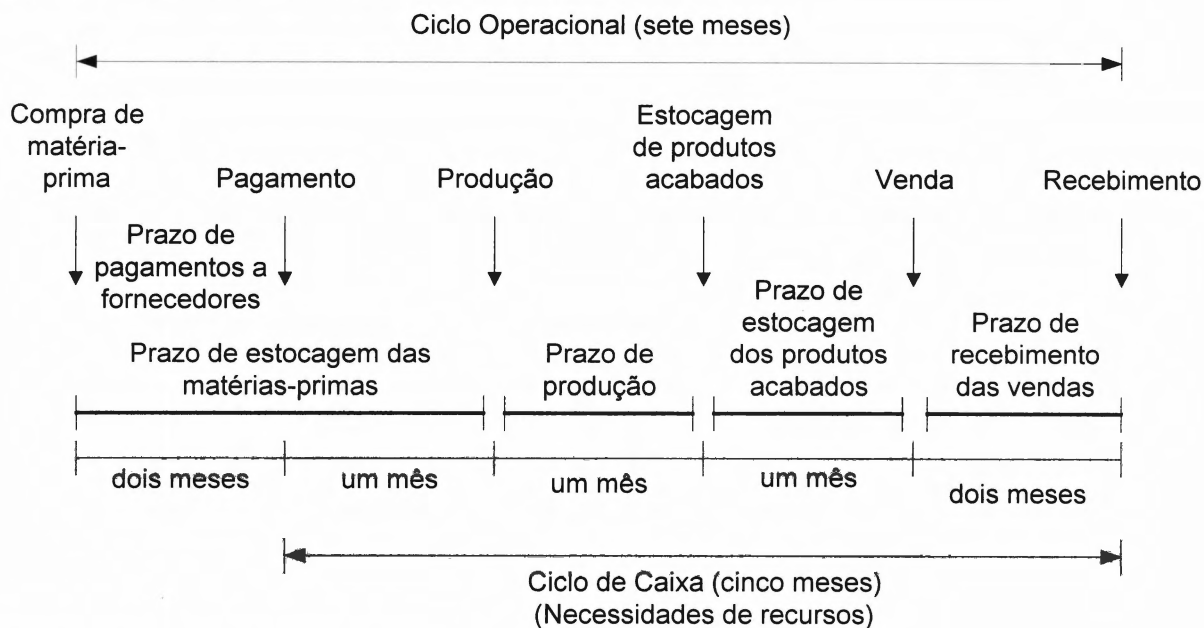 Ciclo Operacional (sete meses)
Compra de
matéria-
prima
Pagamento
Produção
Estocagem
de produtos
acabados
Venda
Recebimento
Prazo de
pagamentos a
fornecedores
Prazo de estocagem das
matérias-primas
Prazo de
produção
Prazo de
estocagem
dos produtos
acabados
Prazo de
recebimento
das vendas
dois meses
um mês
um mês
um mês
dois meses
Ciclo de Caixa (cinco meses)
(Necessidades de recursos)